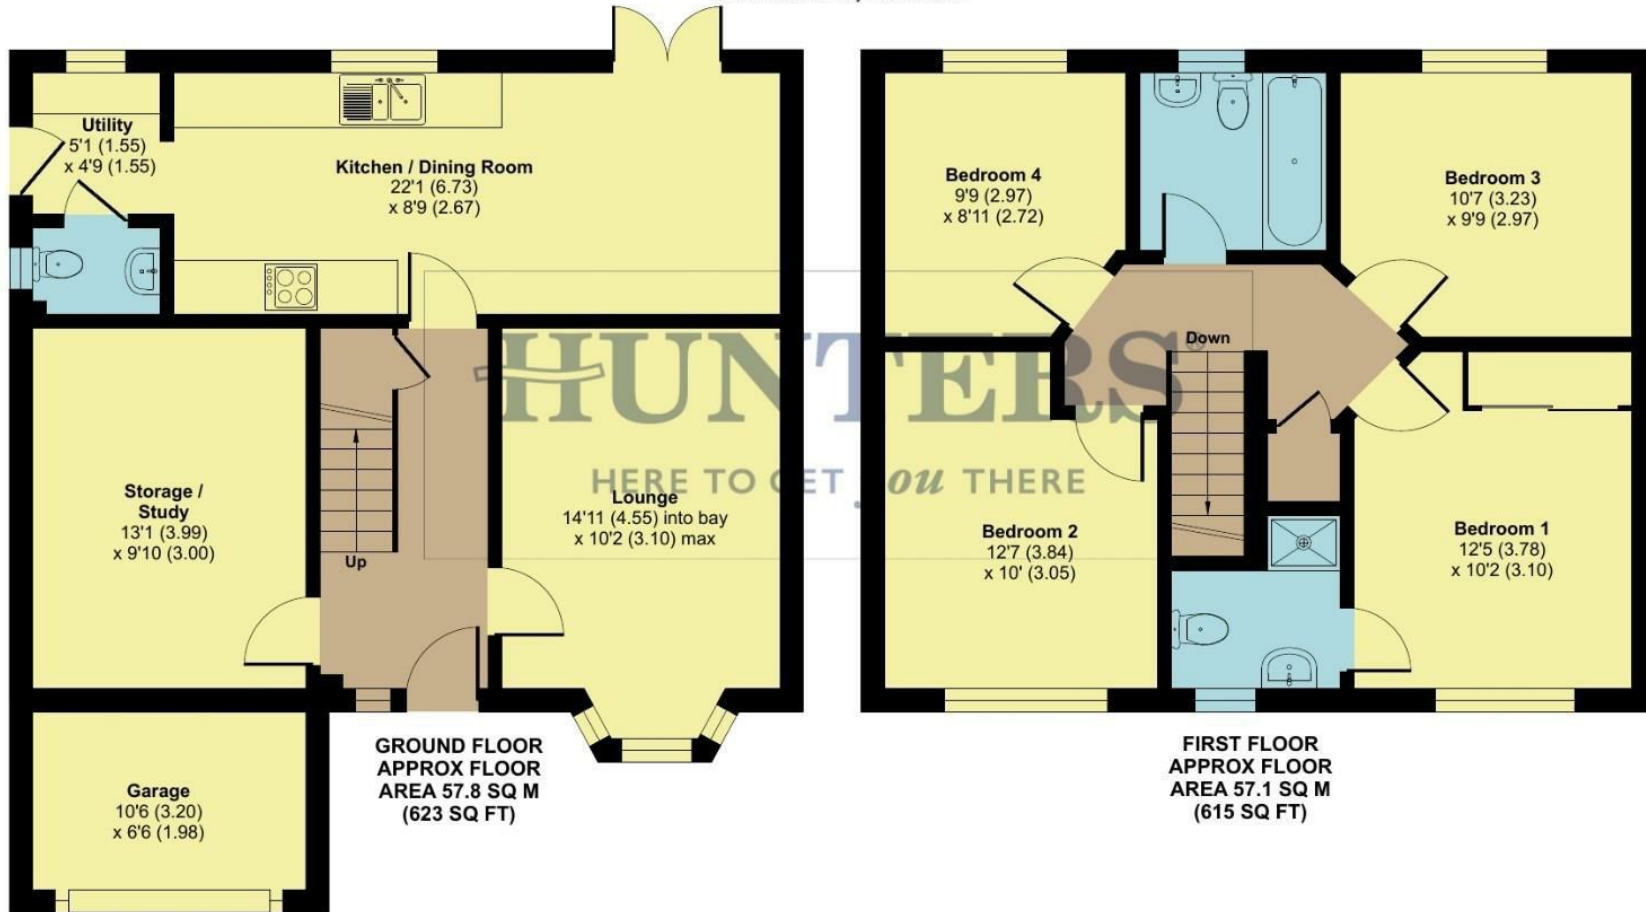 Utility
5'1 (1.55)
x 4'9 (1.55)
Kitchen / Dining Room
22'1 (6.73)
x 8'9 (2.67)
Storage /
Study
13'1 (3.99)
x 9'10 (3.00)
Up
Lounge
14'11 (4.55) into bay
x 10'2 (3.10) max
Garage
10'6 (3.20)
x 6'6 (1.98)
GROUND FLOOR
APPROX FLOOR
AREA 57.8 SQ M
(623 SQ FT)
Bedroom 4
9'9 (2.97)
x 8'11 (2.72)
Bedroom 3
10'7 (3.23)
x 9'9 (2.97)
Down
Bedroom 2
12'7 (3.84)
x 10' (3.05)
Bedroom 1
12'5 (3.78)
x 10'2 (3.10)
FIRST FLOOR
APPROX FLOOR
AREA 57.1 SQ M
(615 SQ FT)
HUNTERS®
HERE TO GET you THERE